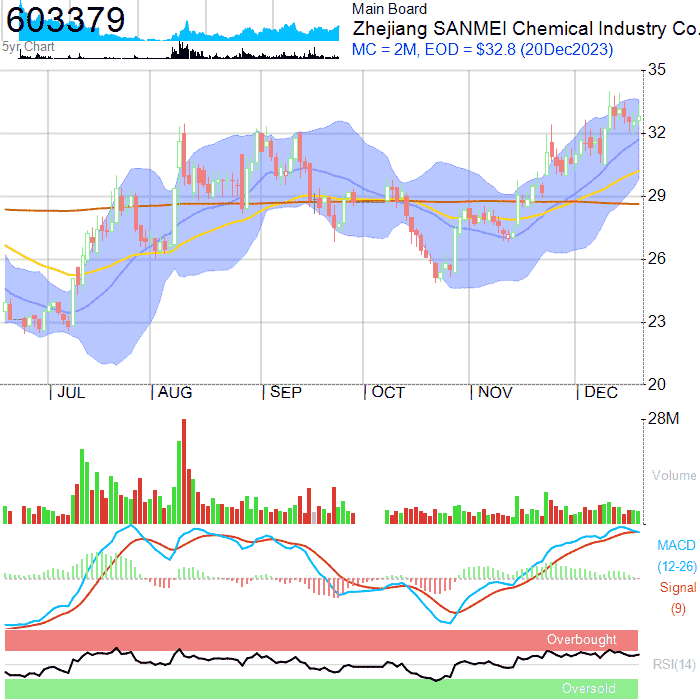 603379
5yr Chart
Main Board
Zhejiang SANMEI Chemical Industry Co.
MC = 2M, EOD = $32.8 (20Dec2023)
35
32
29
26
23
20
JUL
AUG
SEP
OCT
NOV
DEC
28M
Volume
MACD
(12-26)
Signal
(9)
Overbought
RSI(14)
Oversold